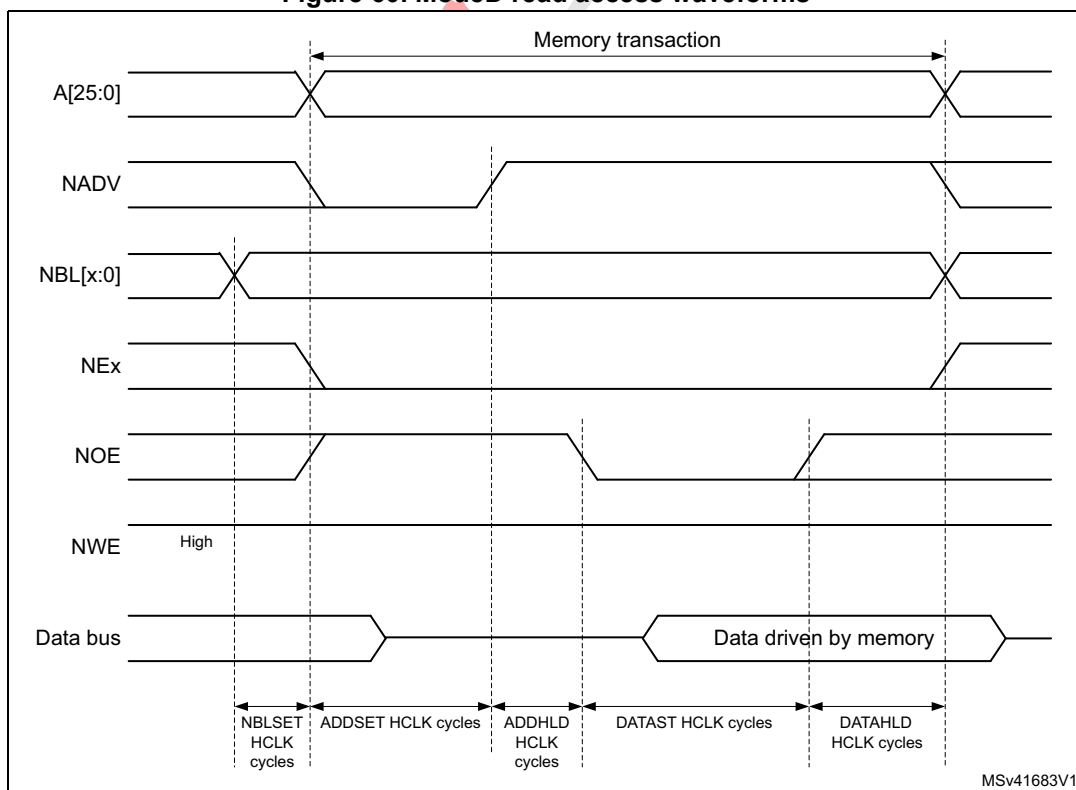 Memory transaction
A[25:0]
NADV
NBL[x:0]
NEx
NOE
NWE
High
Data bus
Data driven by memory
NBLSET
HCLK
cycles
ADDSET HCLK cycles
ADDHLD
HCLK
cycles
DATAST HCLK cycles
DATAHLD
HCLK cycles
MSv41683V1